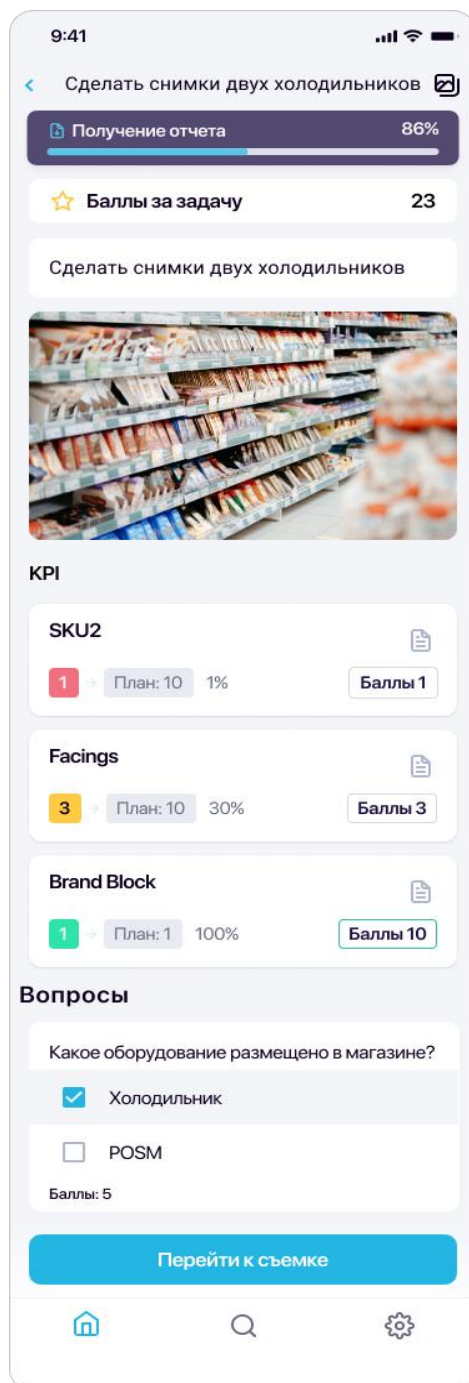 9:41
Сделать снимки двух холодильников
Получение отчета 86%
Баллы за задачу 23
Сделать снимки двух холодильников
KPI
SKU2
1 План: 10 1% Баллы 1
Facings
3 План: 10 30% Баллы 3
Brand Block
1 План: 1 100% Баллы 10
Вопросы
Какое оборудование размещено в магазине?
Холодильник
POSM
Баллы: 5
Перейти к съемке